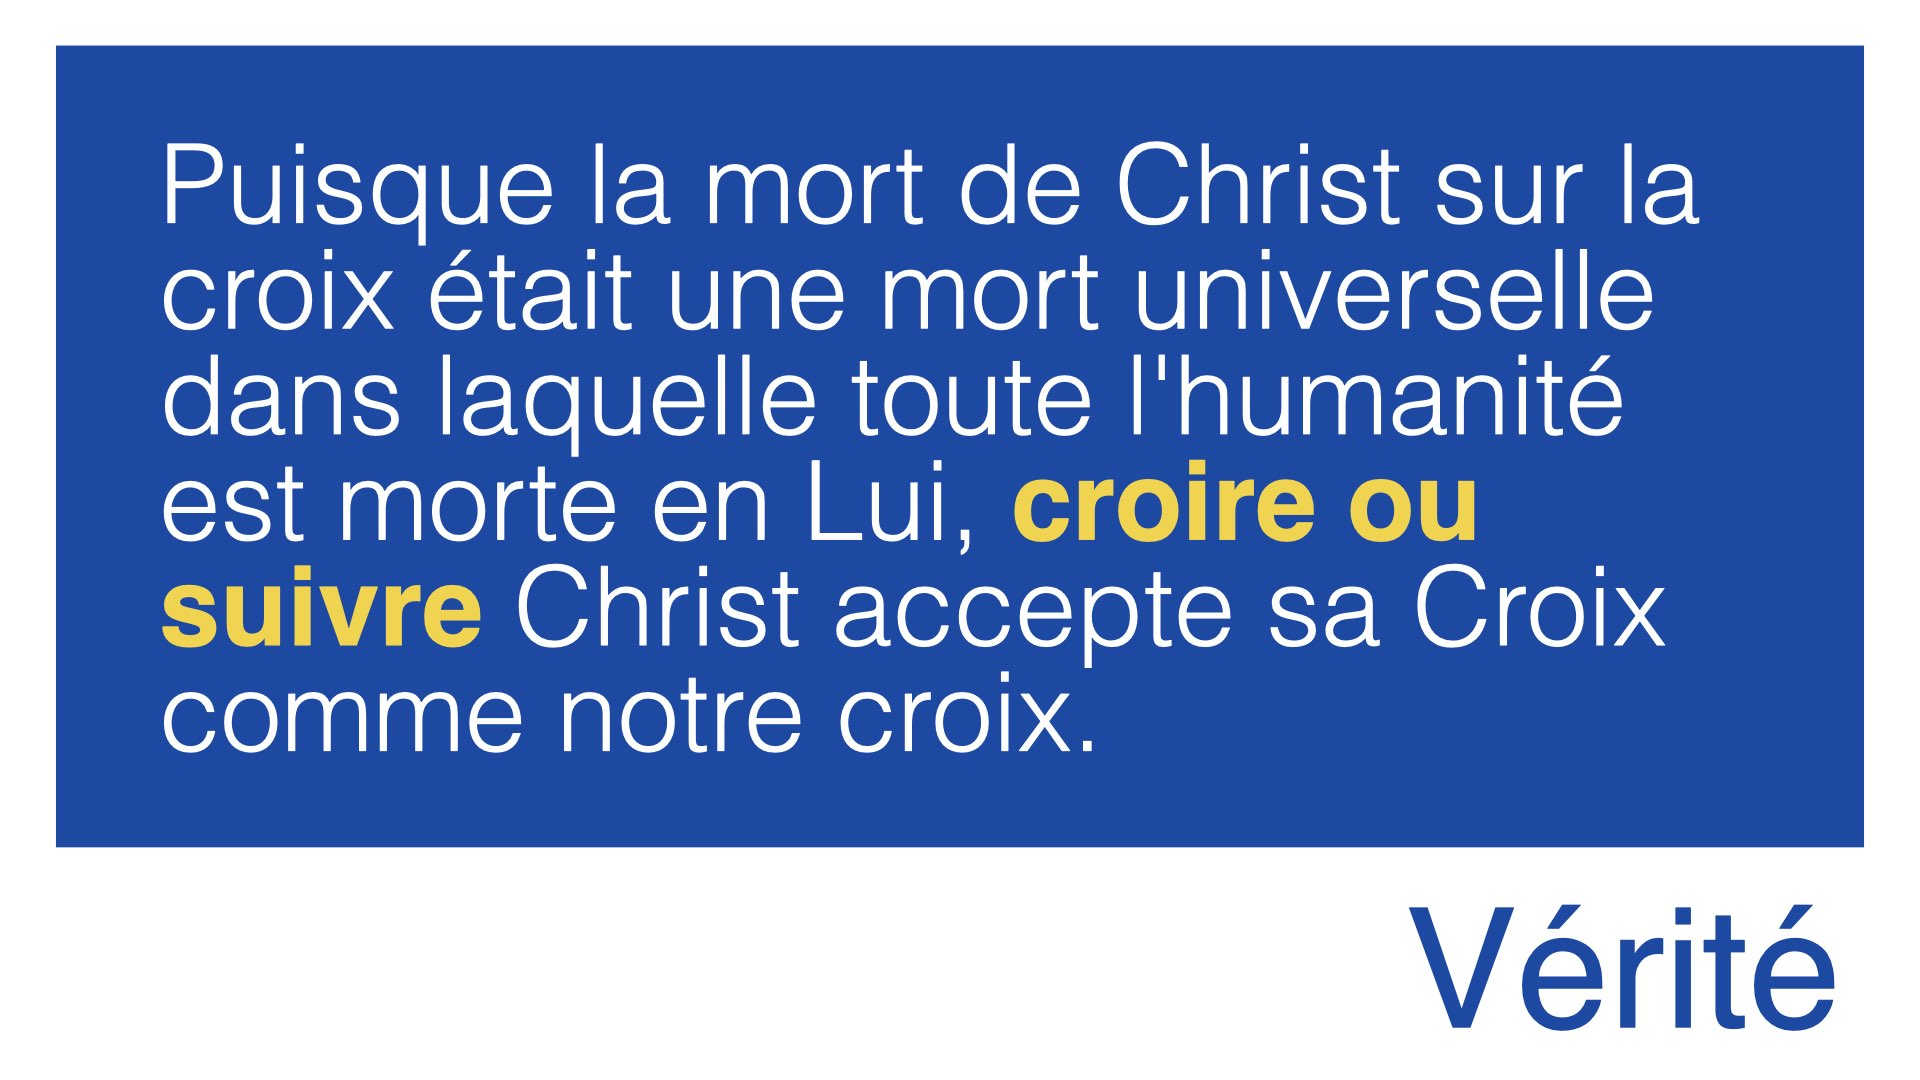 Puisque la mort de Christ sur la
croix était une mort universelle
dans laquelle toute l'humanité
est morte en Lui, croire ou
suivre Christ accepte sa Croix
comme notre croix.
Vérité